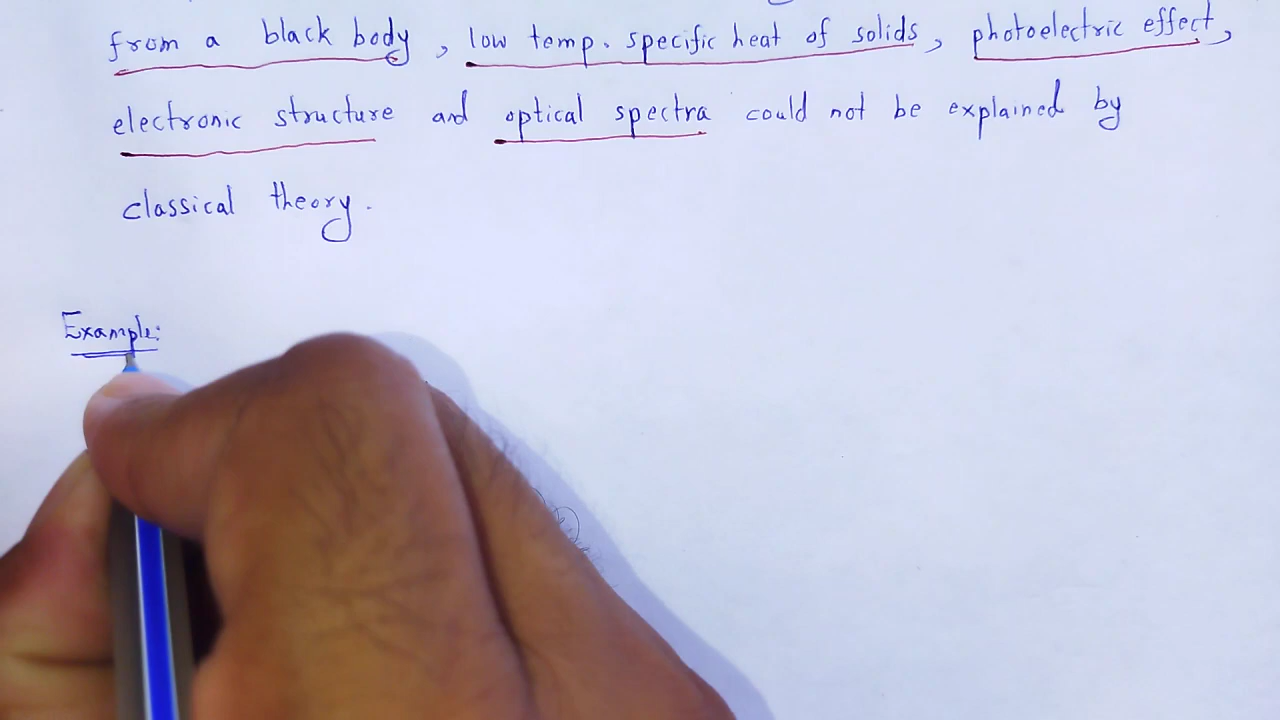 from a black body, low temp. specific heat of solids, photoelectric effect,
electronic structure and optical spectra could not be explained by
classical theory.
Example: